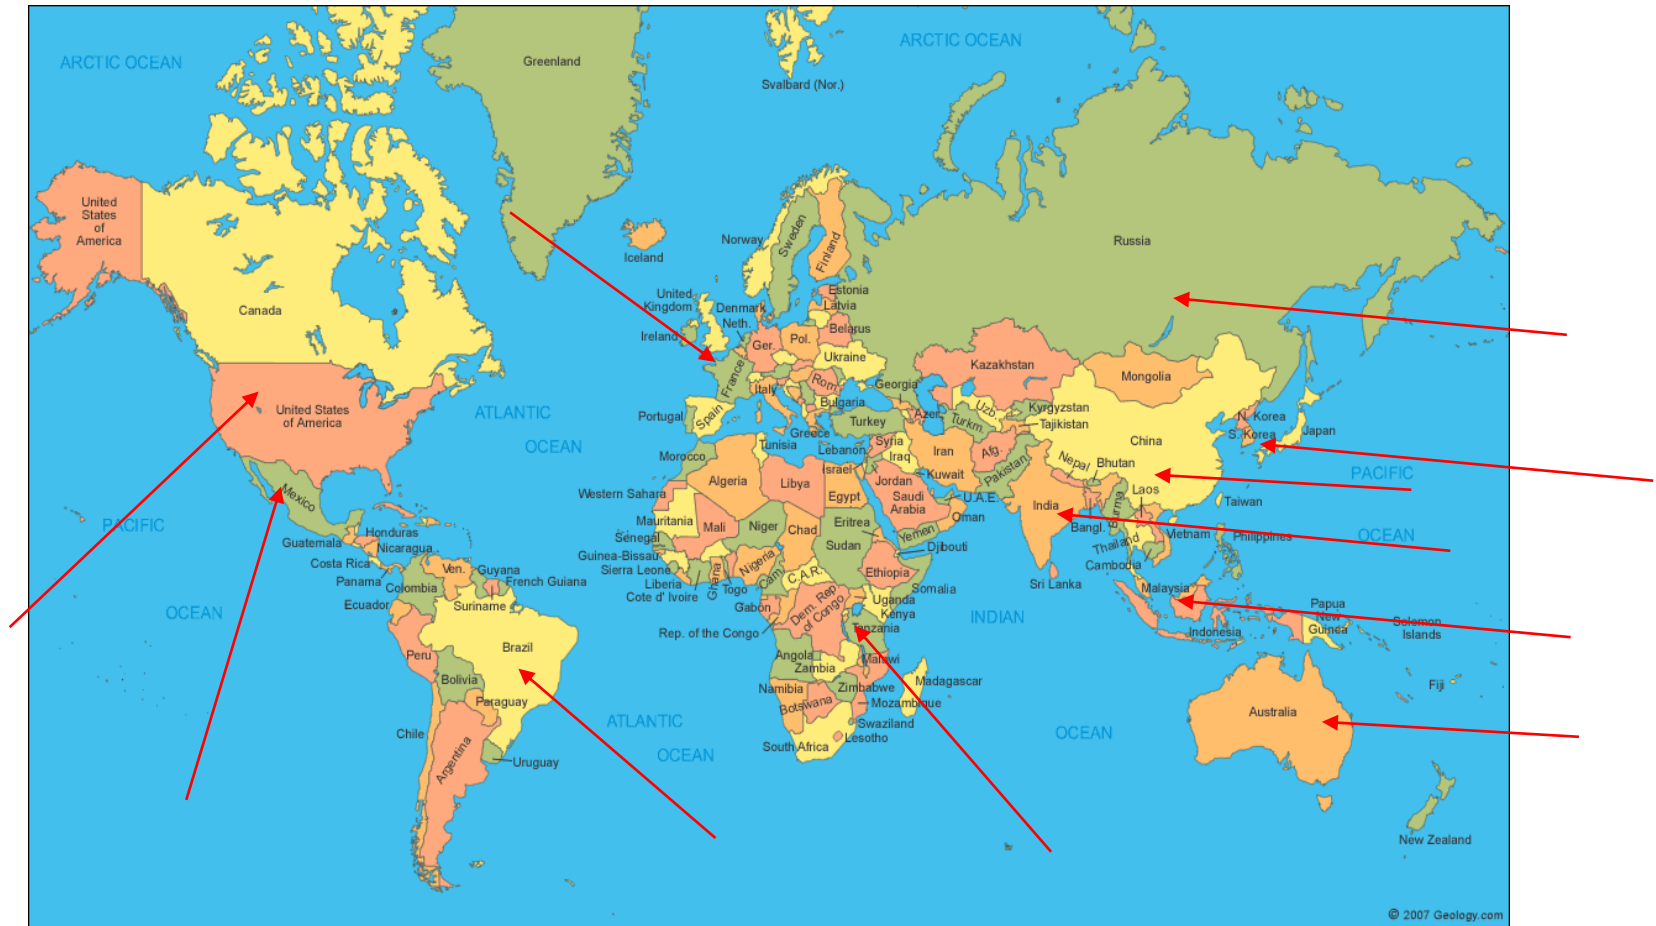 ARCTIC OCEAN
ARCTIC OCEAN
Greenland
Svalbard (Nor.)
United
States
of
America
Canada
Iceland
Norway
Sweden
Finland
Russia
United
Kingdom
Ireland
Denmark
Neth.
Estonia
Latvia
Belarus
Ger.
Pol.
Ukraine
France
Italy
Rom.
Bulgaria
Georgia
Kazakhstan
Mongolia
United States
of America
ATLANTIC
OCEAN
Portugal
Spain
Greece
Turkey
Azer.
Uzb.
Turkm.
Kyrgyzstan
Tajikistan
China
N. Korea
S. Korea
Japan
Morocco
Tunisia
Lebanon
Syria
Iraq
Iran
Afg.
Pakistan
Nepal
Bhutan
PACIFIC
OCEAN
Western Sahara
Algeria
Libya
Israel
Egypt
Jordan
Kuwait
Saudi
Arabia
U.A.E.
Oman
India
Bangl.
Burma
Laos
Taiwan
Mexico
PACIFIC
OCEAN
Honduras
Guatemala
Nicaragua
Costa Rica
Panama
Mauritania
Mali
Niger
Chad
Eritrea
Sudan
Yemen
Djibouti
Thailand
Vietnam
Philippines
Cambodia
Senegal
Guinea-Bissau
Sierra Leone
Liberia
Cote d' Ivoire
Ghana
Togo
Nigeria
Cam.
C.A.R.
Ethiopia
Somalia
Sri Lanka
Malaysia
Ven.
Guyana
French Guiana
Suriname
Colombia
Ecuador
Gabon
Rep. of the Congo
Dem. Rep.
of Congo
Uganda
Kenya
Tanzania
INDIAN
OCEAN
Indonesia
Papua
New
Guinea
Solomon
Islands
Peru
Brazil
Bolivia
Paraguay
Angola
Zambia
Malawi
Namibia
Botswana
Zimbabwe
Mozambique
Madagascar
Fiji
Chile
Argentina
Uruguay
ATLANTIC
OCEAN
South Africa
Swaziland
Lesotho
Australia
New Zealand
© 2007 Geology.com